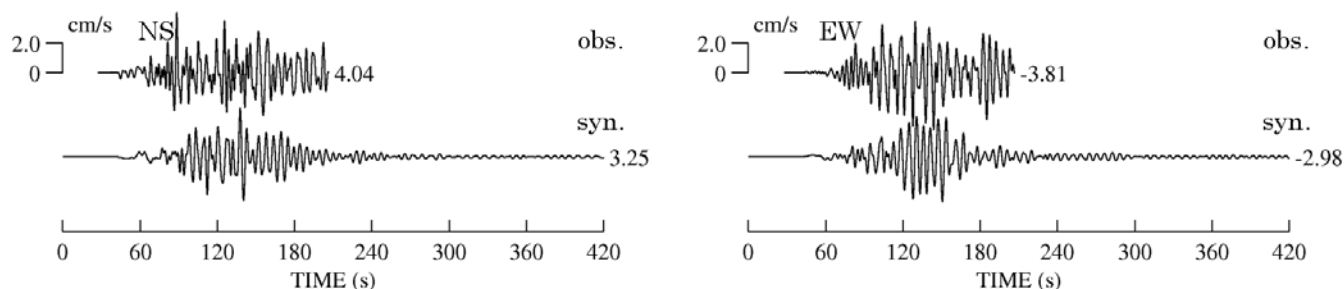 cm/s NS
2.0 obs.
0 4.04
syn.
3.25
0 60 120 180 240 300 360 420
TIME (s)
cm/s EW
2.0 obs.
0 -3.81
syn.
-2.98
0 60 120 180 240 300 360 420
TIME (s)